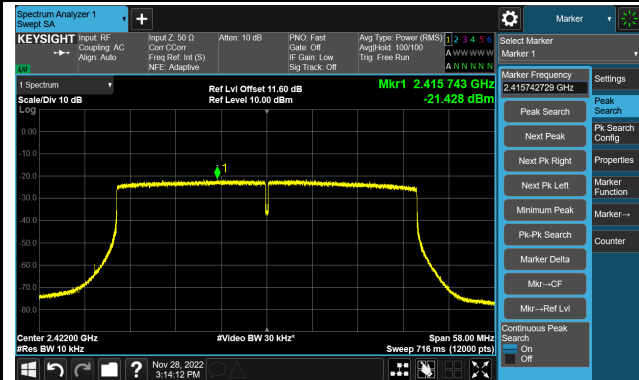 Spectrum Analyzer 1
Swept SA
Marker
KEYSIGHT
Input: RF
Coupling: AC
Align: Auto
Input Z: 50 Ω
Corr CCorr
Freq Ref: Int (S)
NFE: Adaptive
Atten: 10 dB
PNO: Fast
Gate: Off
IF Gain: Low
Sig Track: Off
Avg Type: Power (RMS)
Avg|Hold: 100/100
Trig: Free Run
1 2 3 4 5 6
A W W W W W
A N N N N N
LXI
Select Marker
Marker 1
1 Spectrum
Scale/Div 10 dB
Log
Ref Lvl Offset 11.60 dB
Ref Level 10.00 dBm
Mkr1 2.415 743 GHz
-21.428 dBm
0.00
-10.0
-20.0
-30.0
-40.0
-50.0
-60.0
-70.0
-80.0
1
Center 2.42200 GHz
#Res BW 10 kHz
#Video BW 30 kHz*
Span 58.00 MHz
Sweep 716 ms (12000 pts)
Nov 28, 2022
3:14:12 PM
Marker Frequency
2.415742729 GHz
Peak Search
Next Peak
Next Pk Right
Next Pk Left
Minimum Peak
Pk-Pk Search
Marker Delta
Mkr→CF
Mkr→Ref Lvl
Continuous Peak
Search
On
Off
Settings
Peak
Search
Pk Search
Config
Properties
Marker
Function
Marker→
Counter